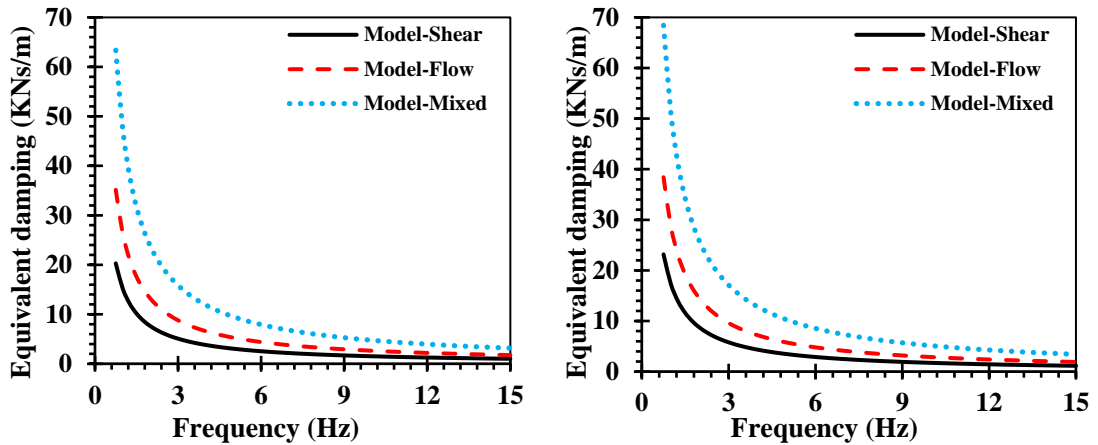 Equivalent damping (KNs/m)
70
60
50
40
30
20
10
0
Model-Shear
Model-Flow
Model-Mixed
0 3 6 9 12 15
Frequency (Hz)
Equivalent damping (KNs/m)
70
60
50
40
30
20
10
0
Model-Shear
Model-Flow
Model-Mixed
0 3 6 9 12 15
Frequency (Hz)